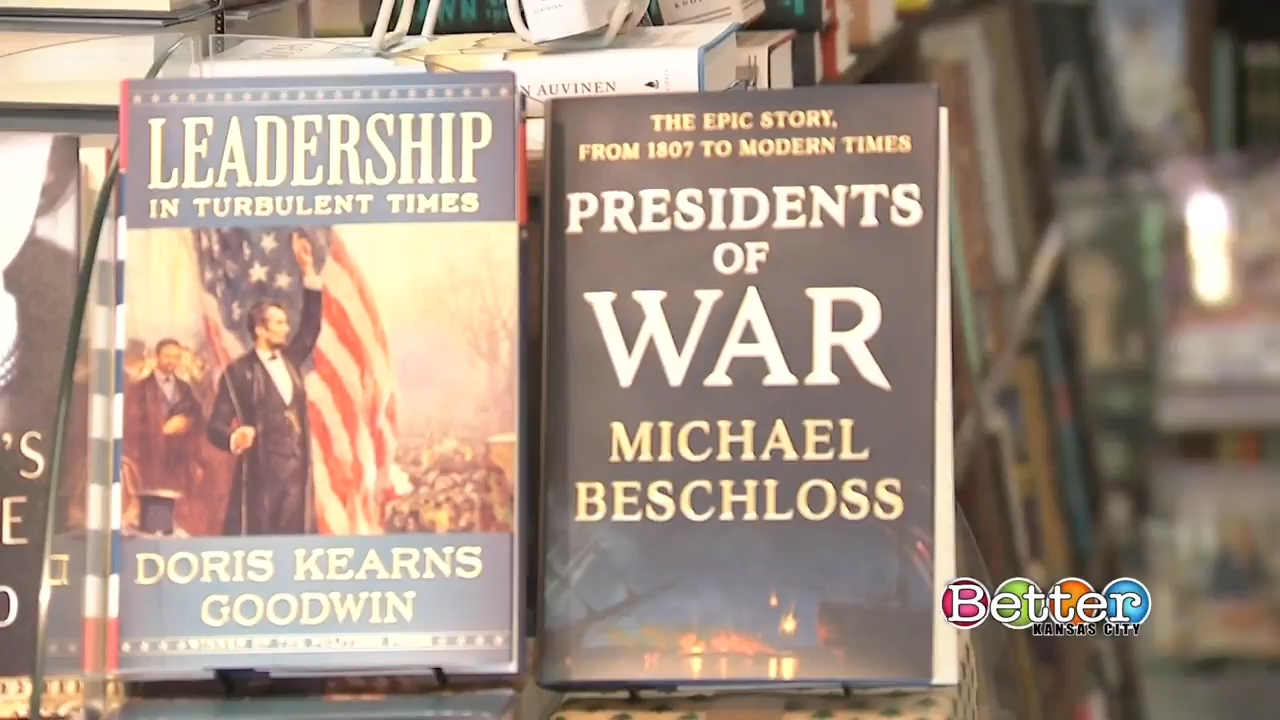 N AUVINEN
LEADERSHIP
IN TURBULENT TIMES
DORIS KEARNS
GOODWIN
THE EPIC STORY,
FROM 1807 TO MODERN TIMES
PRESIDENTS
OF
WAR
MICHAEL
BESCHLOSS
'S
E
Better
KANSAS CITY